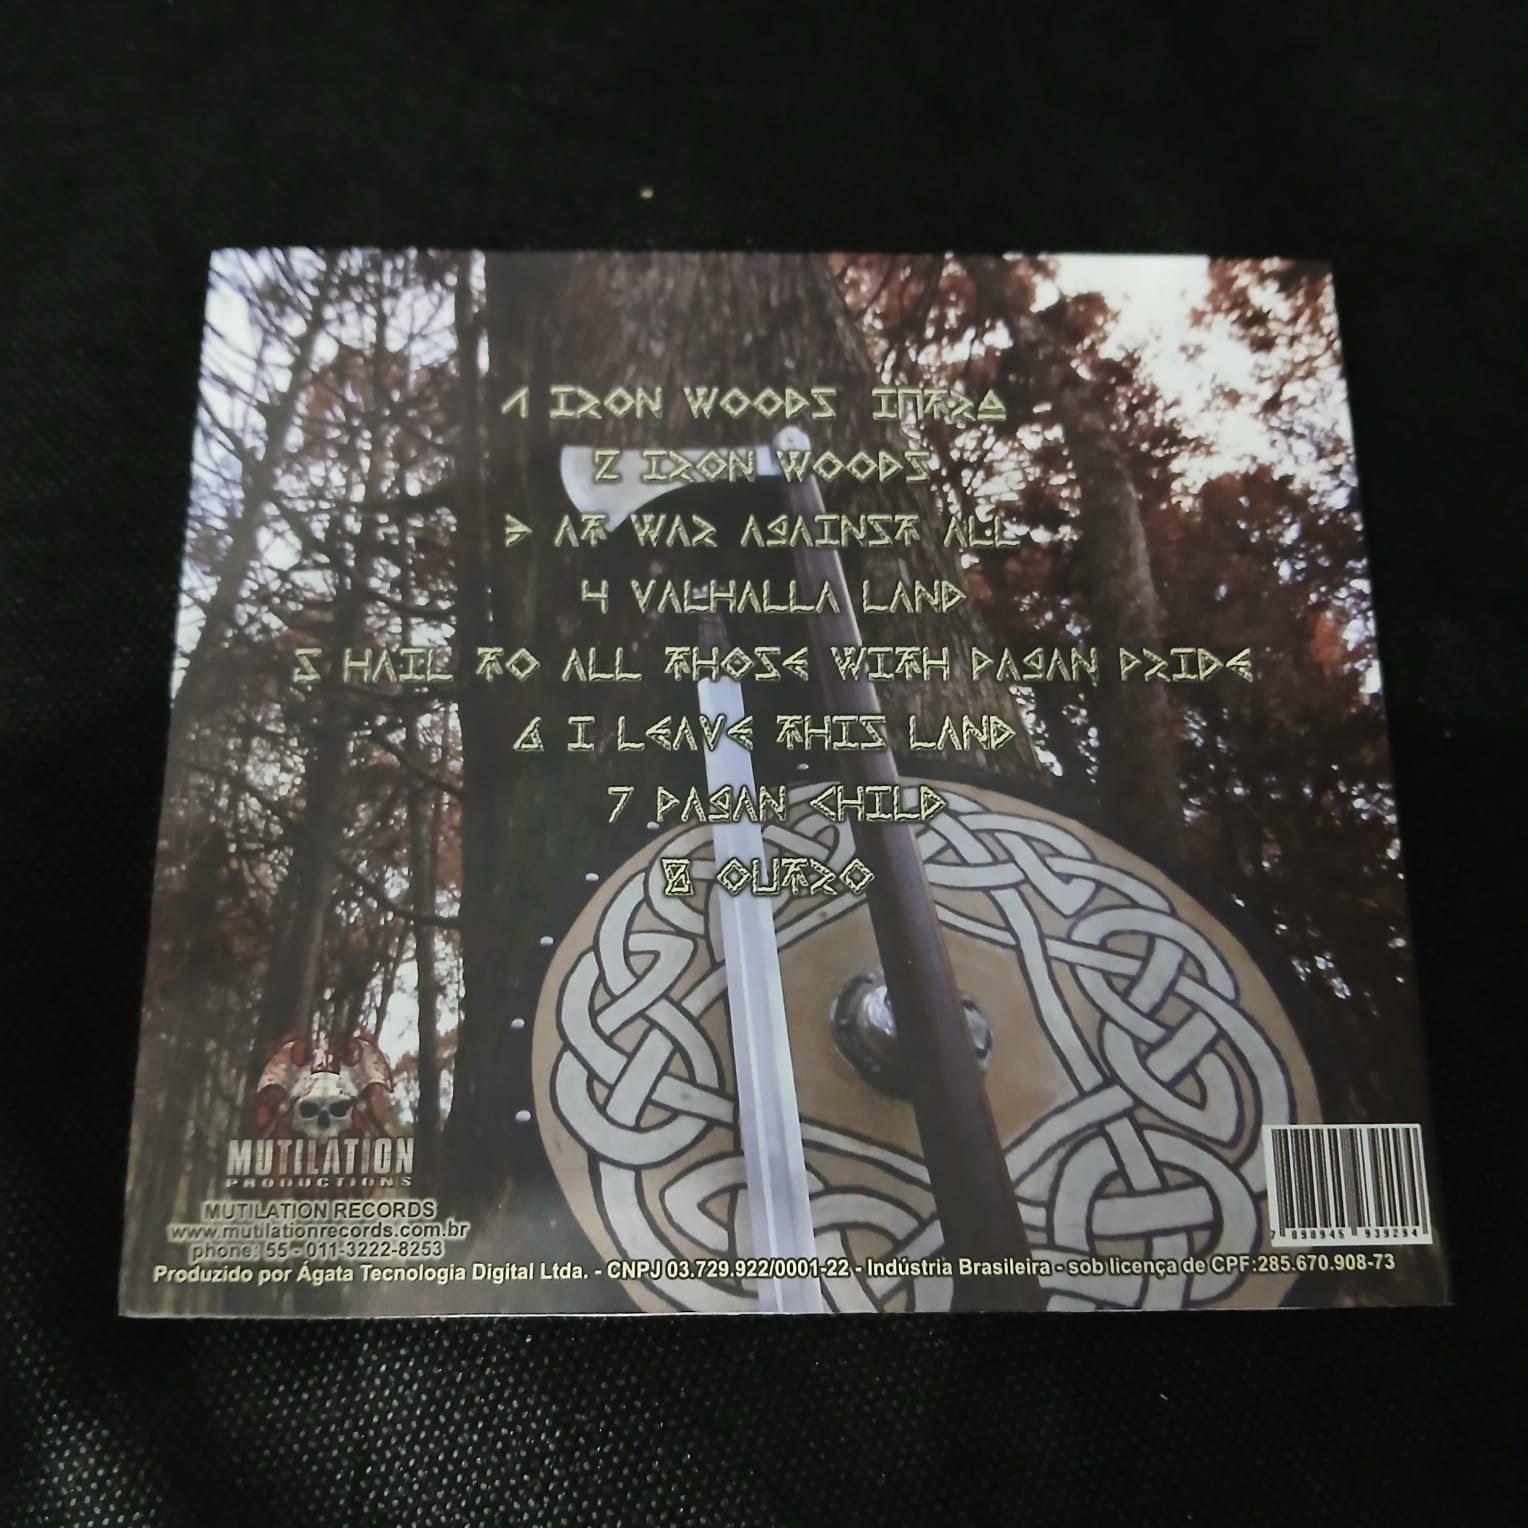 1 IRON WOODS INTRO
2 IRON WOODS
3 AT WAR AGAINST ALL
4 VALHALLA LAND
5 HAIL TO ALL THOSE WITH PAGAN PRIDE
6 I LEAVE THIS LAND
7 PAGAN CHILD
8 OUTRO
MUTILATION
PRODUCTIONS
MUTILATION RECORDS
www.mutilationrecords.com.br
phone: 55 - 011-3222-8253
Produzido por Ágata Tecnologia Digital Ltda. - CNPJ 03.729.922/0001-22 - Indústria Brasileira - sob licença de CPF:285.670.908-73
7 898945 939294